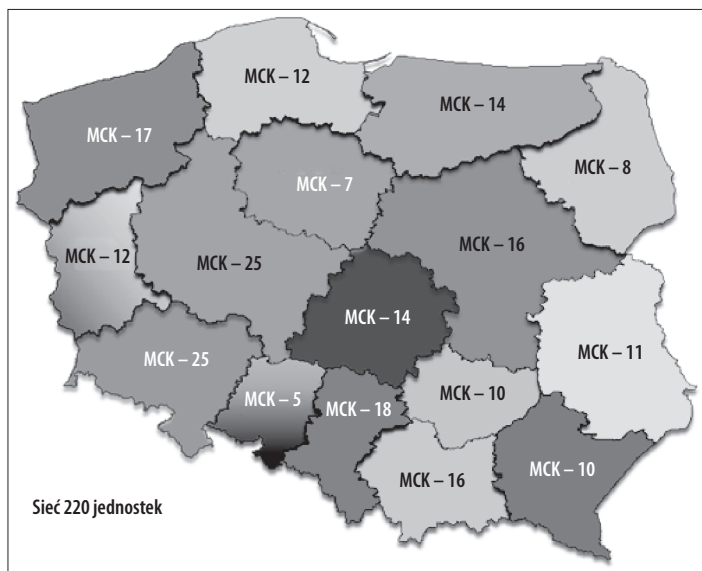 MCK – 12
MCK – 14
MCK – 17
MCK – 8
MCK – 7
MCK – 16
MCK – 12
MCK – 25
MCK – 14
MCK – 11
MCK – 25
MCK – 5
MCK – 18
MCK – 10
MCK – 10
MCK – 16
Sieć 220 jednostek